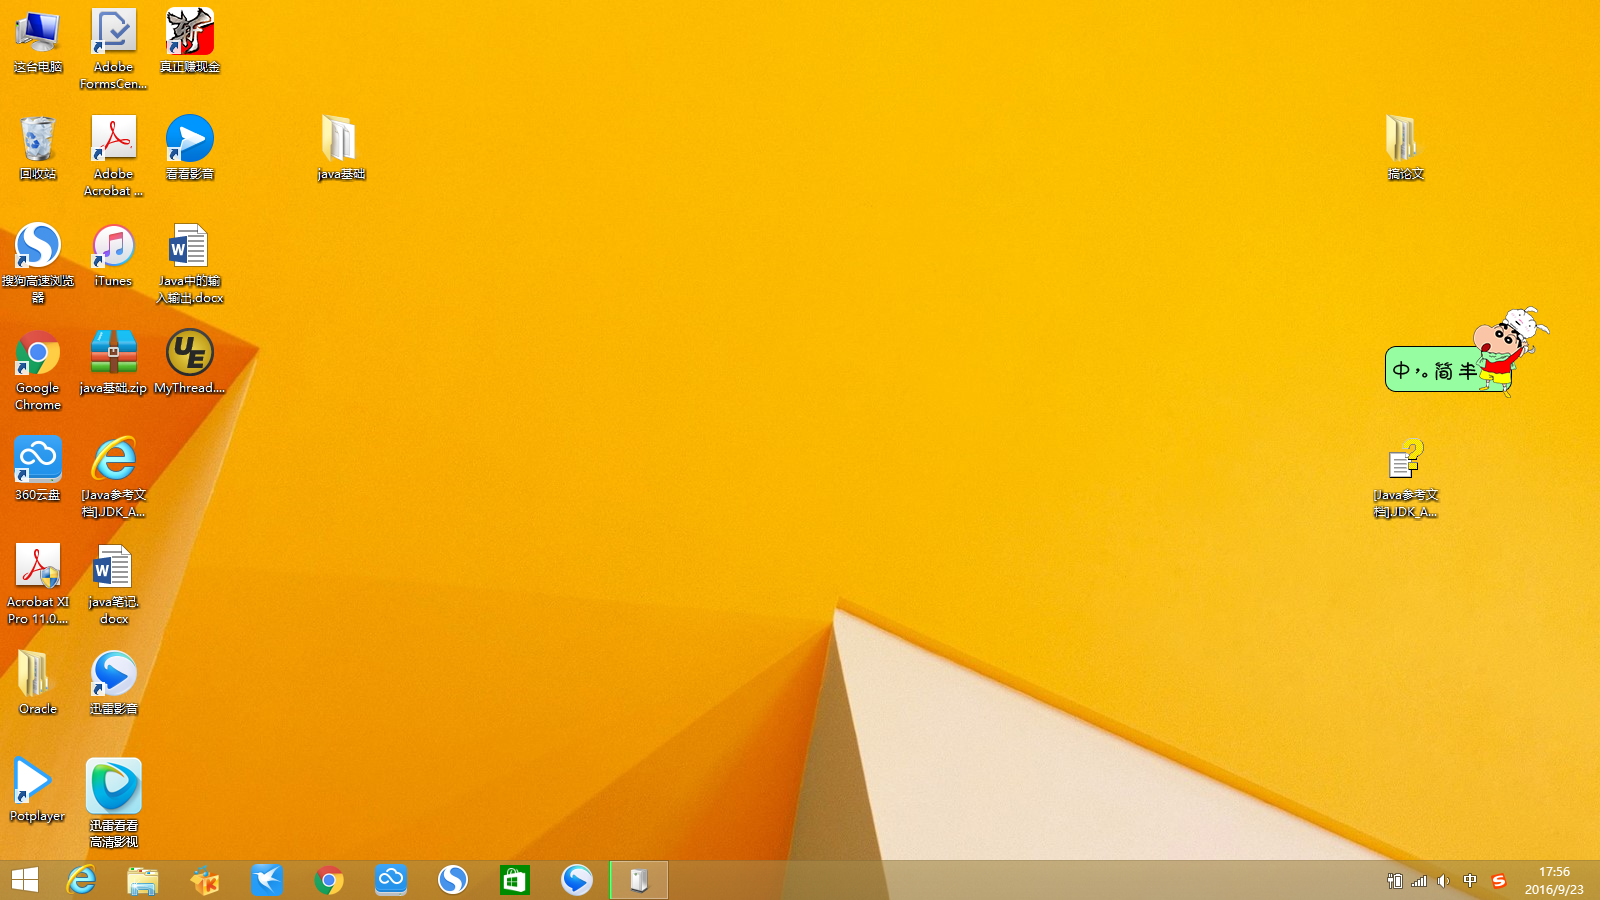 这台电脑
Adobe
FormsCen...
斩
真正赚现金
回收站
Adobe
Acrobat ...
看看影音
java基础
搞论文
搜狗高速浏览
器
iTunes
W
Java中的输
入输出.docx
中，。简 半
Google
Chrome
java基础.zip
UE
MyThread....
360云盘
[Java参考文
档].JDK_A...
[Java参考文
档].JDK_A...
Acrobat XI
Pro 11.0....
W
java笔记.
docx
Oracle
迅雷影音
Potplayer
迅雷看看
高清影视
K
中
S
17:56
2016/9/23